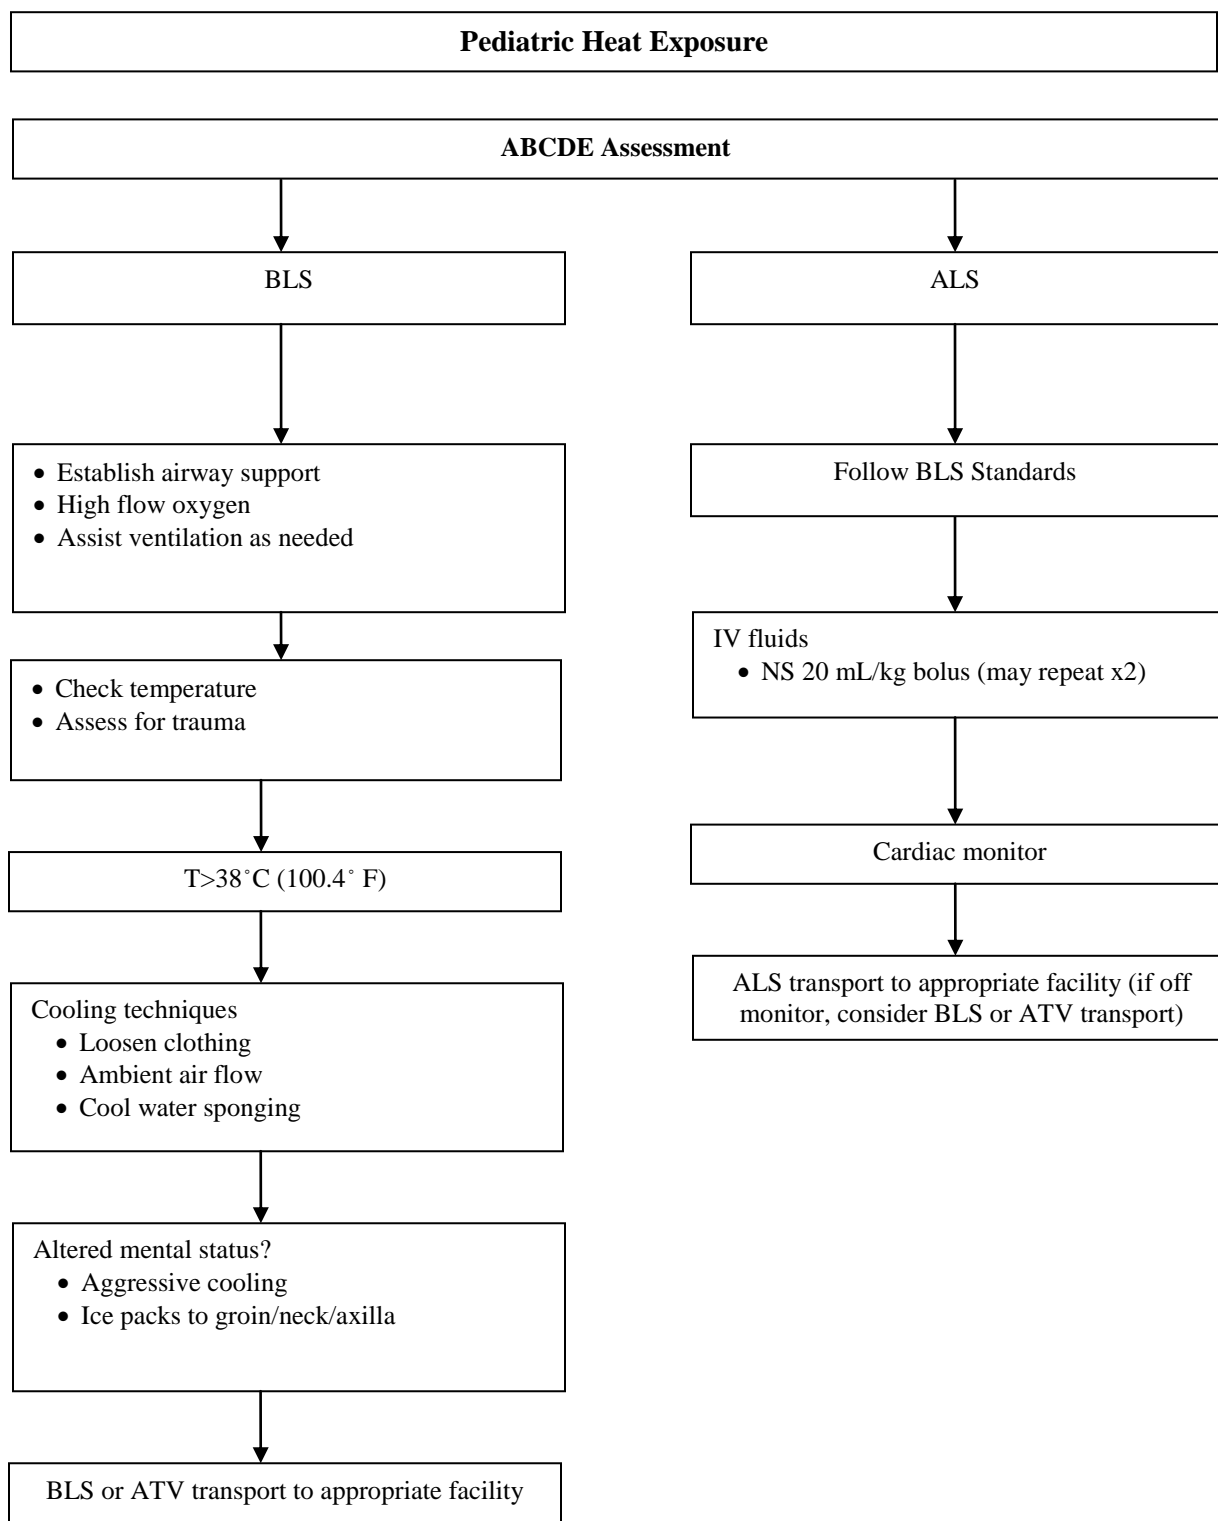 Pediatric Heat Exposure
ABCDE Assessment
BLS
• Establish airway support
• High flow oxygen
• Assist ventilation as needed
• Check temperature
• Assess for trauma
T>38˚C (100.4˚ F)
Cooling techniques
• Loosen clothing
• Ambient air flow
• Cool water sponging
Altered mental status?
• Aggressive cooling
• Ice packs to groin/neck/axilla
BLS or ATV transport to appropriate facility
ALS
Follow BLS Standards
IV fluids
• NS 20 mL/kg bolus (may repeat x2)
Cardiac monitor
ALS transport to appropriate facility (if off
monitor, consider BLS or ATV transport)